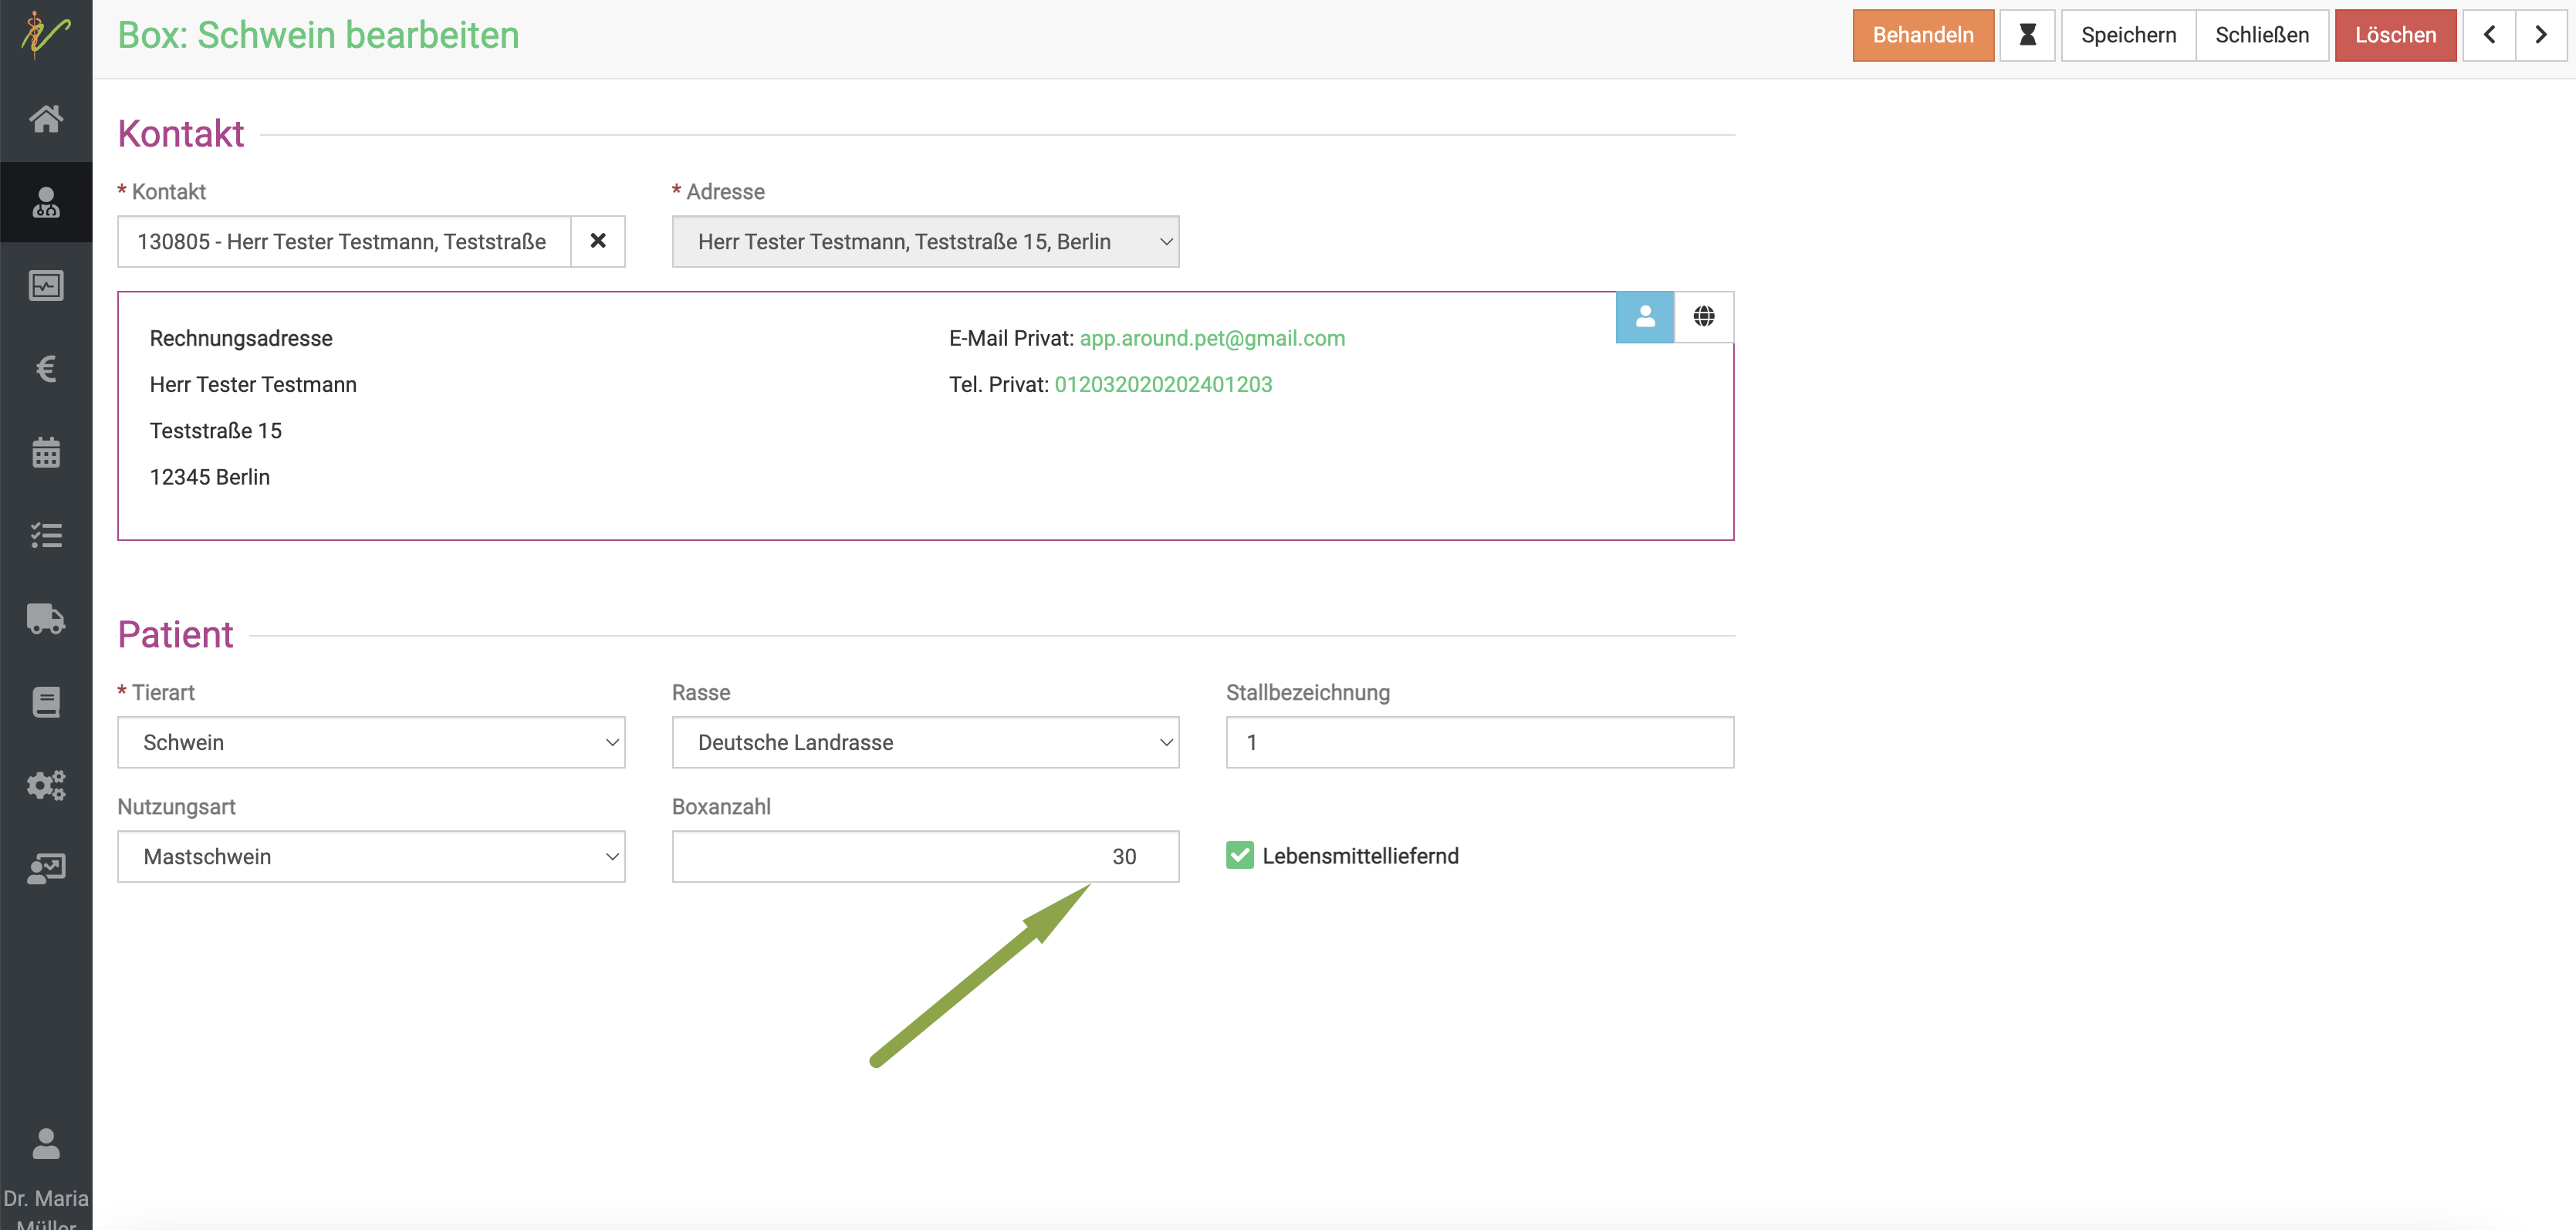 Box: Schwein bearbeiten
Behandeln
Speichern
Schließen
Löschen
Kontakt
* Kontakt
* Adresse
130805 - Herr Tester Testmann, Teststraße
Herr Tester Testmann, Teststraße 15, Berlin
Rechnungsadresse
Herr Tester Testmann
Teststraße 15
12345 Berlin
E-Mail Privat: app.around.pet@gmail.com
Tel. Privat: 012032020202401203
Patient
* Tierart
Rasse
Stallbezeichnung
Schwein
Deutsche Landrasse
1
Nutzungsart
Boxanzahl
Mastschwein
30
Lebensmittelliefernd
Dr. Maria
Müller